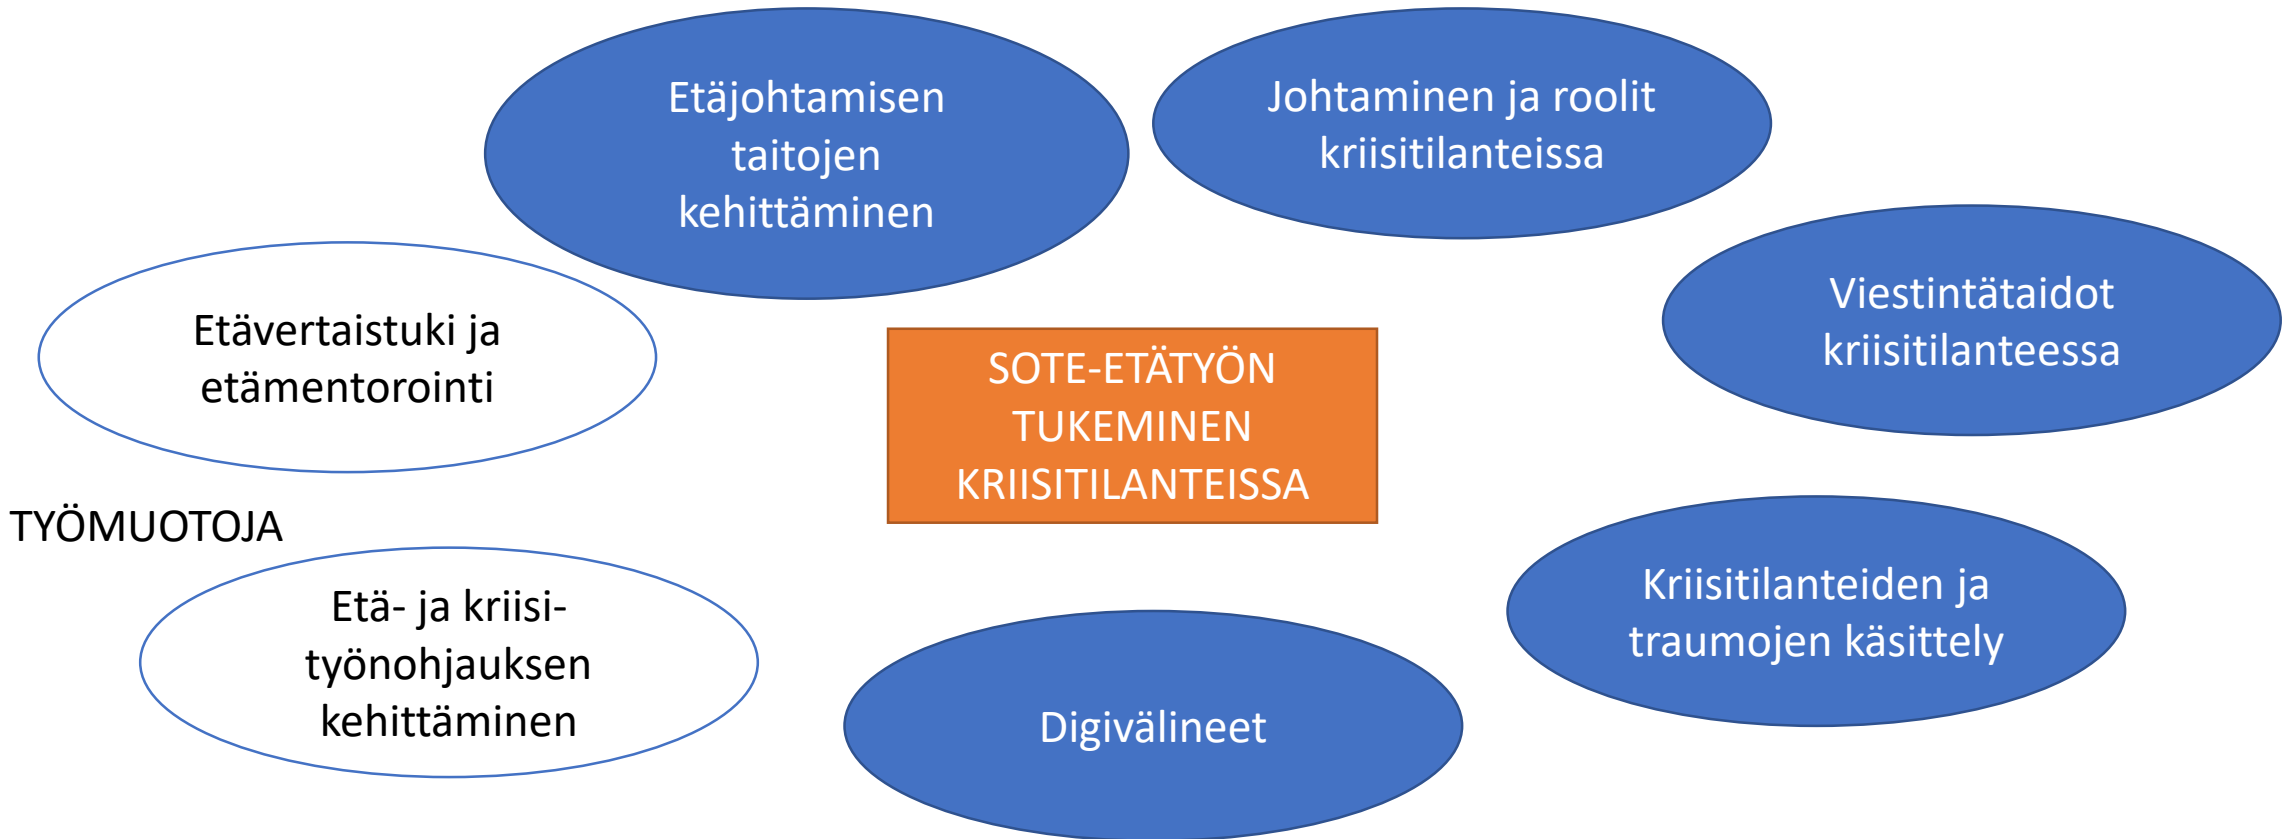 Etäjohtamisen
taitojen
kehittäminen
Johtaminen ja roolit
kriisitilanteissa
Viestintätaidot
kriisitilanteessa
Etävertaistuki ja
etämentorointi
SOTE-ETÄTYÖN
TUKEMINEN
KRIISITILANTEISSA
TYÖMUOTOJA
Etä- ja kriisi-
työnohjauksen
kehittäminen
Kriisitilanteiden ja
traumojen käsittely
Digivälineet